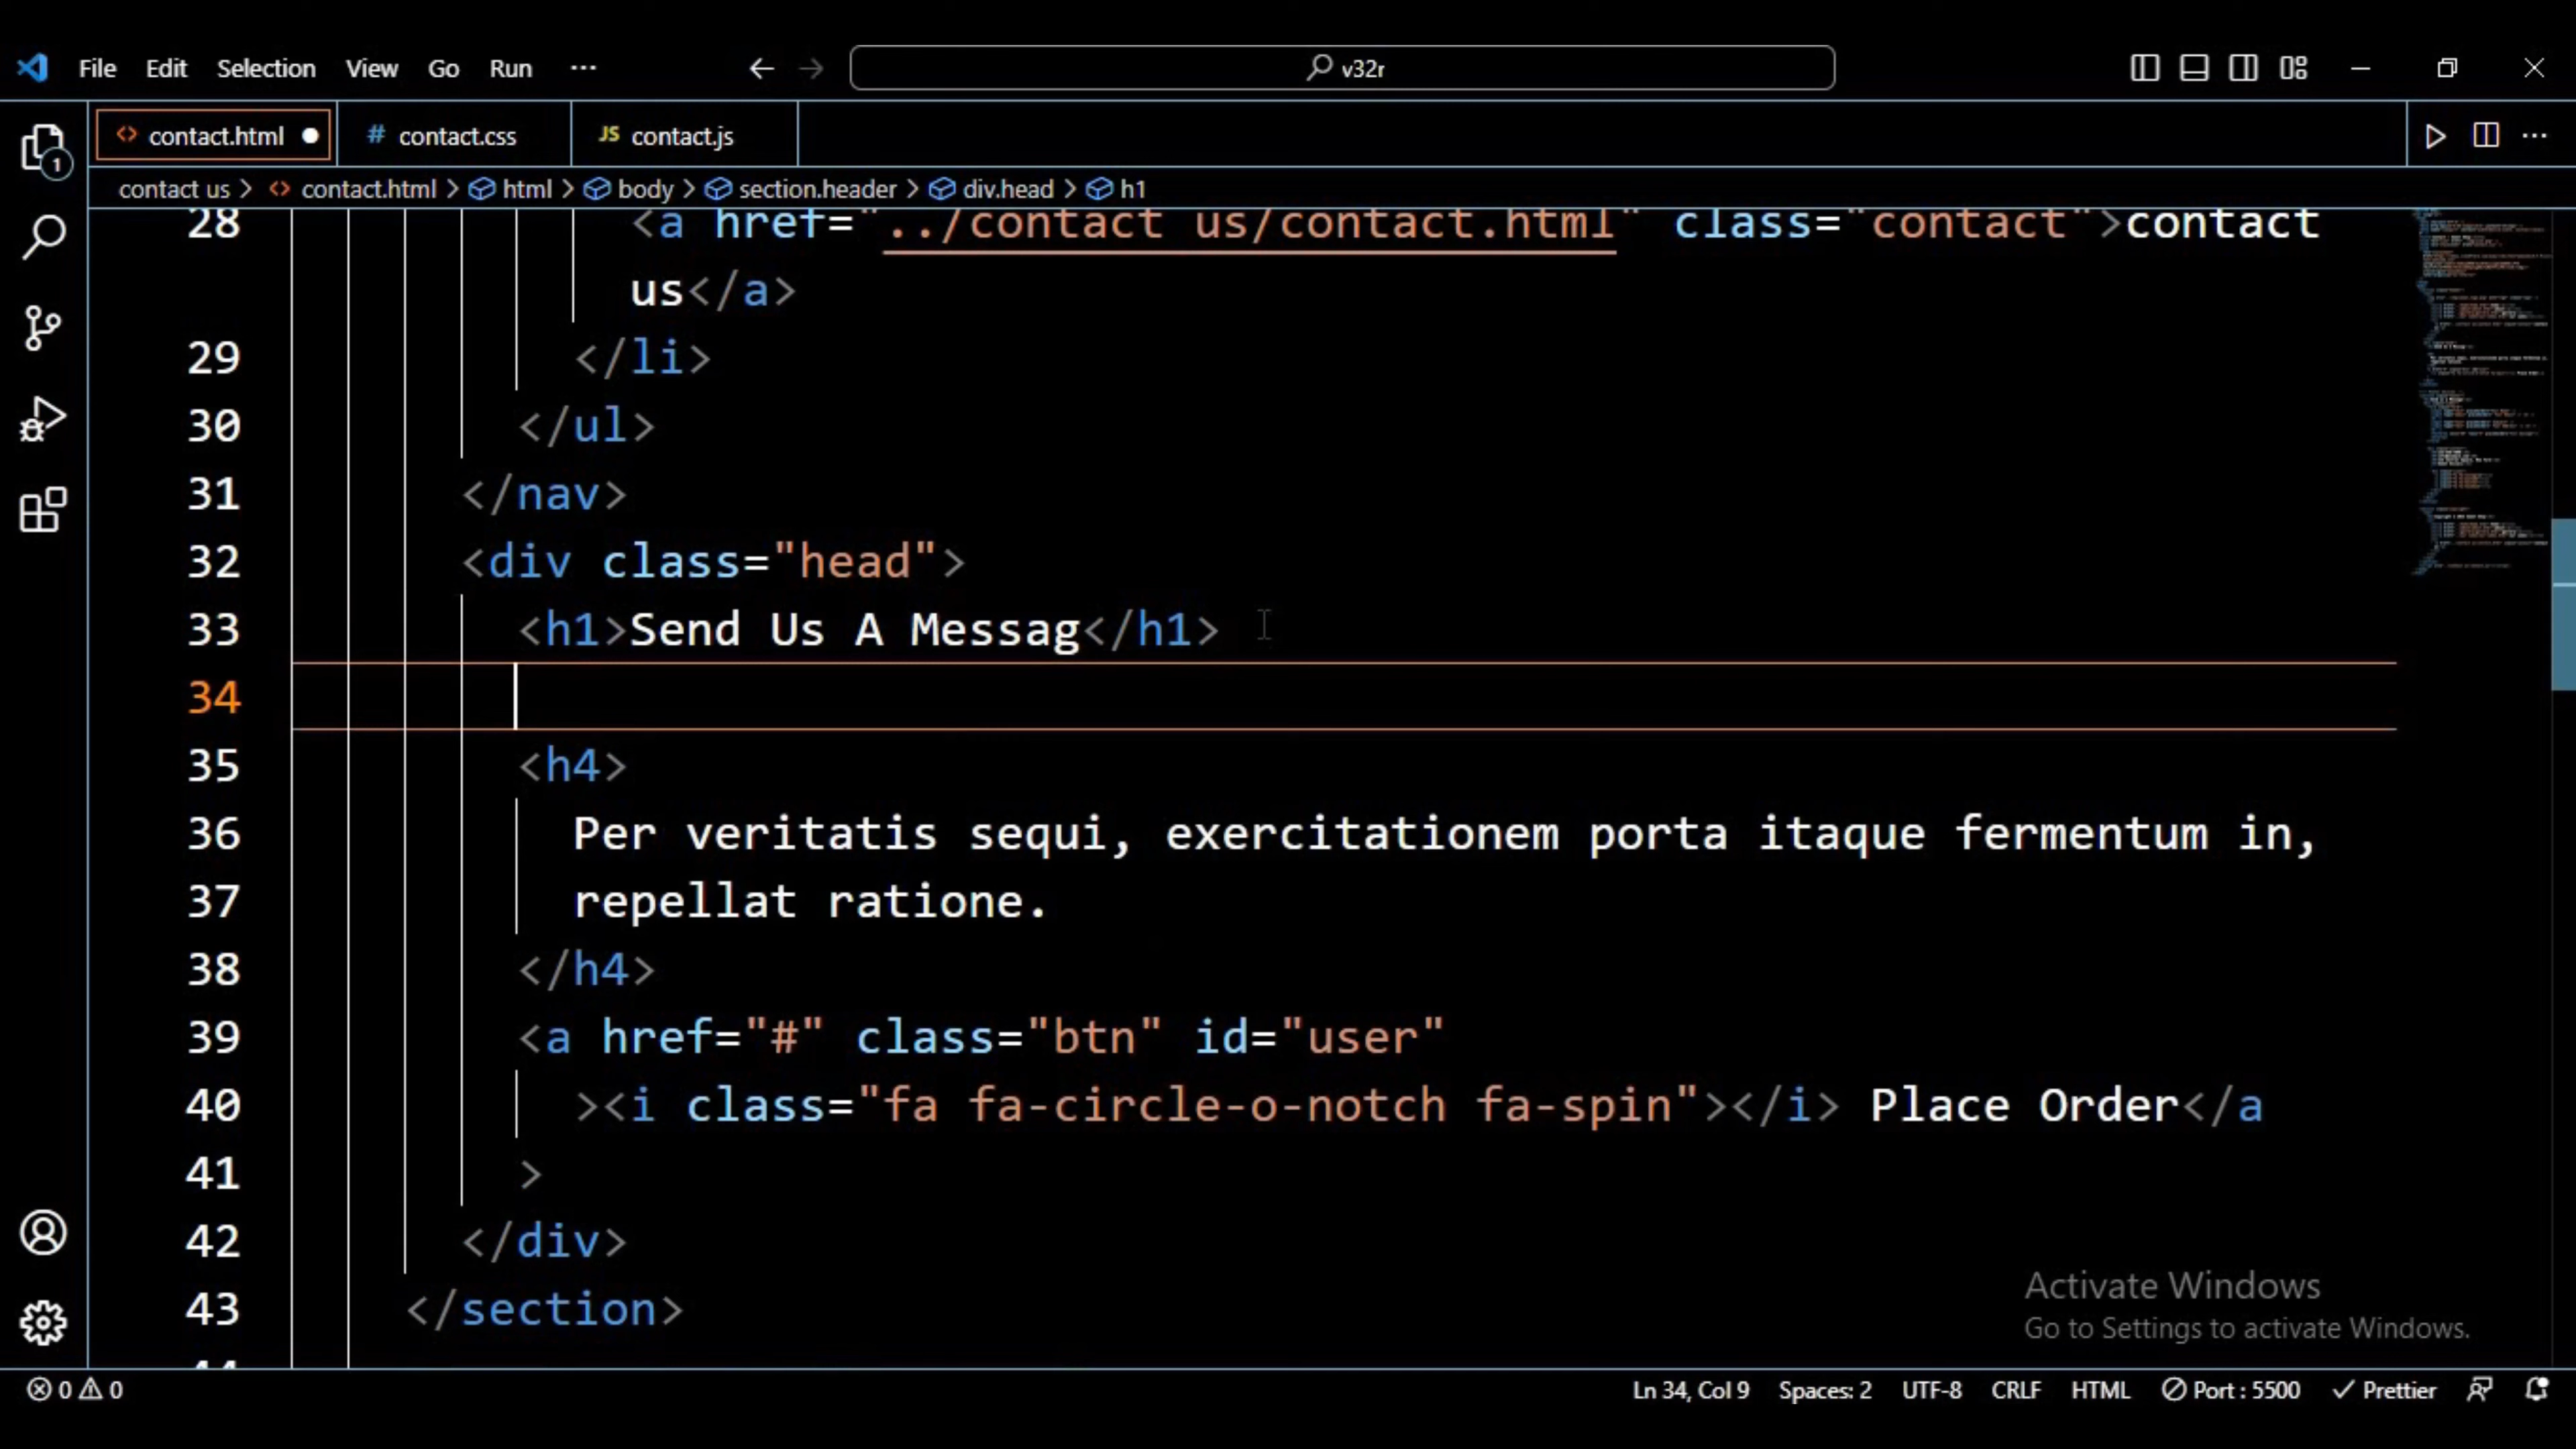 File Edit Selection View Go Run ··· v32r
contact.html contact.css JS contact.js
1
contact us > contact.html > html > body > section.header > div.head > h1
28 <a href="../contact us/contact.html" class="contact">contact
us</a>
29 </li>
30 </ul>
31 </nav>
32 <div class="head">
33 <h1>Send Us A Messag</h1>
34
35 <h4>
36 Per veritatis sequi, exercitationem porta itaque fermentum in,
37 repellat ratione.
38 </h4>
39 <a href="#" class="btn" id="user"
40 ><i class="fa fa-circle-o-notch fa-spin"></i> Place Order</a
41 >
42 </div>
43 </section>
Activate Windows
Go to Settings to activate Windows.
0 0 Ln 34, Col 9 Spaces: 2 UTF-8 CRLF HTML Port : 5500 Prettier